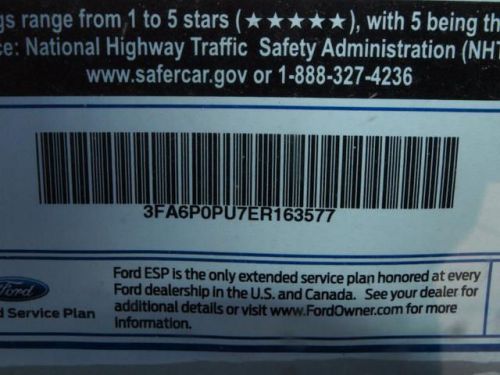 gs range from 1 to 5 stars (★★★★★), with 5 being the
ce: National Highway Traffic Safety Administration (NHT
www.safercar.gov or 1-888-327-4236
3FA6P0PU7ER163577
Ford
d Service Plan
Ford ESP is the only extended service plan honored at every
Ford dealership in the U.S. and Canada. See your dealer for
additional details or visit www.FordOwner.com for more
information.